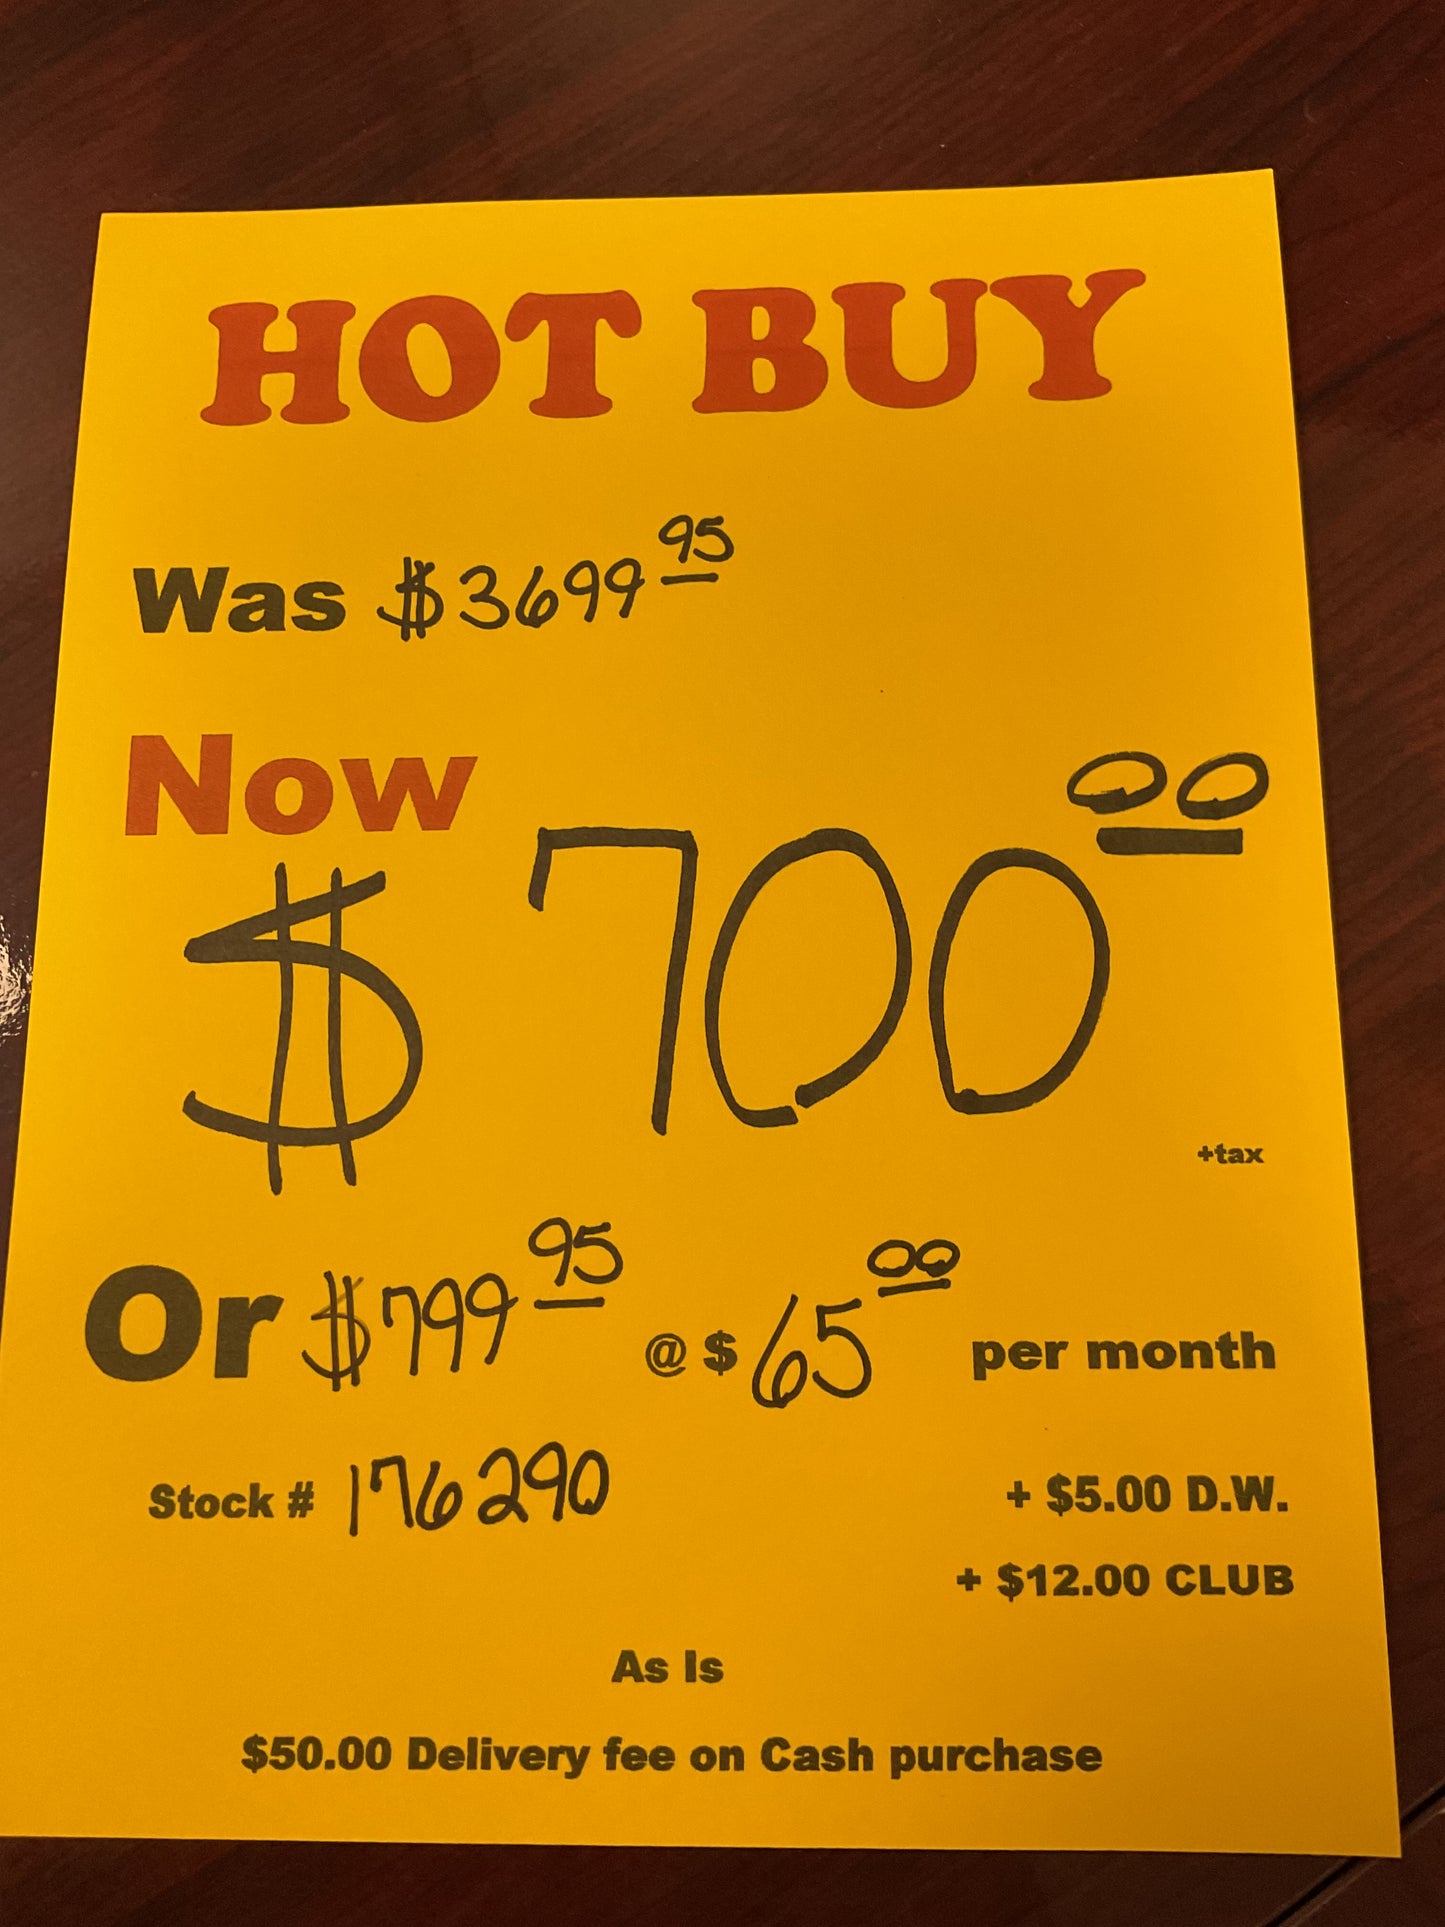 HOT BUY
Was $3699 95
Now
$ 700 00
+tax
Or $799 95 @ $ 65 00 per month
Stock # 176290
+ $5.00 D.W.
+ $12.00 CLUB
As Is
$50.00 Delivery fee on Cash purchase